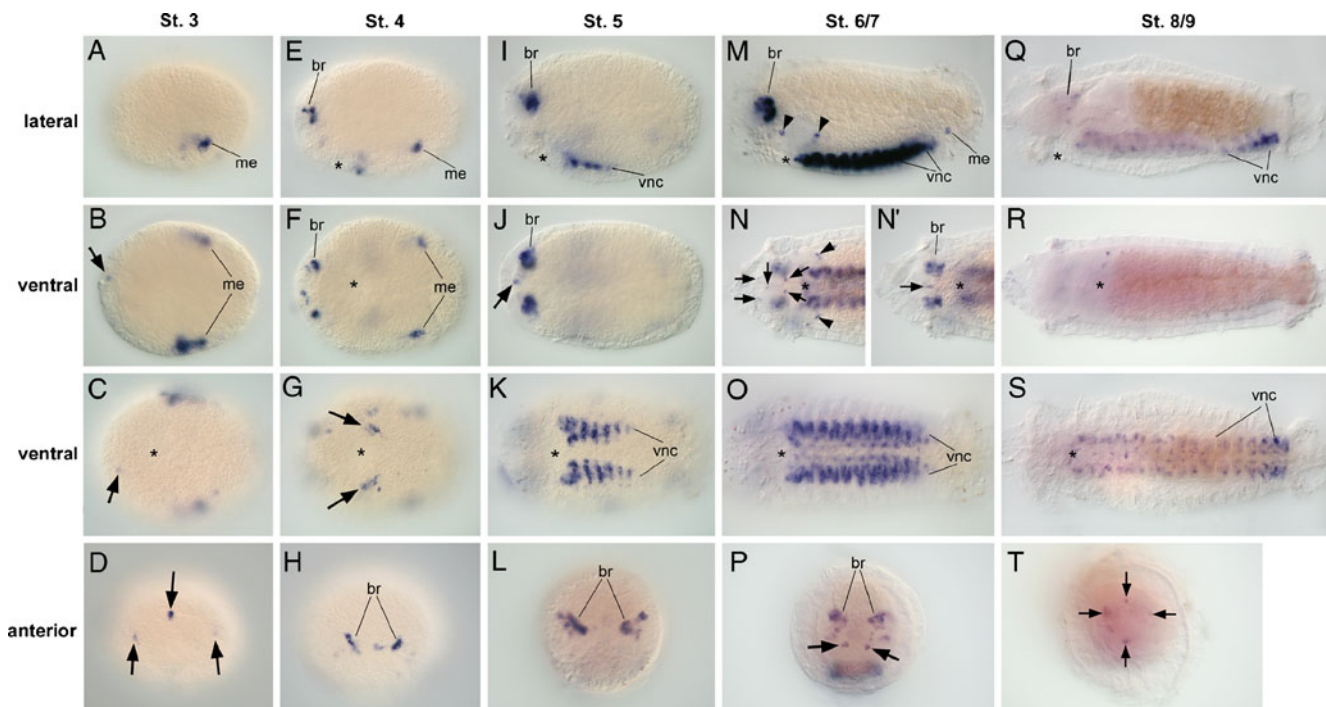 St. 3 St. 4 St. 5 St. 6/7 St. 8/9
lateral
A me
E br * me
I br * vnc
M br * vnc me
Q br * vnc
ventral
B me
F br * me
J br
N *
N' br *
R *
ventral
C *
G *
K * vnc
O * vnc
S * vnc
anterior
D
H br
L br
P br
T